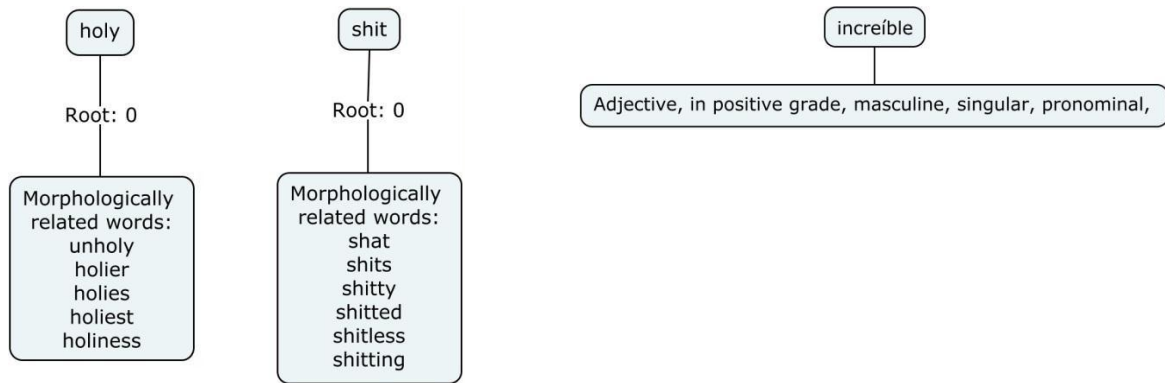 holy
Root: 0
Morphologically
related words:
unholy
holier
holies
holiest
holiness
shit
Root: 0
Morphologically
related words:
shat
shits
shitty
shitted
shitless
shitting
increíble
Adjective, in positive grade, masculine, singular, pronominal,